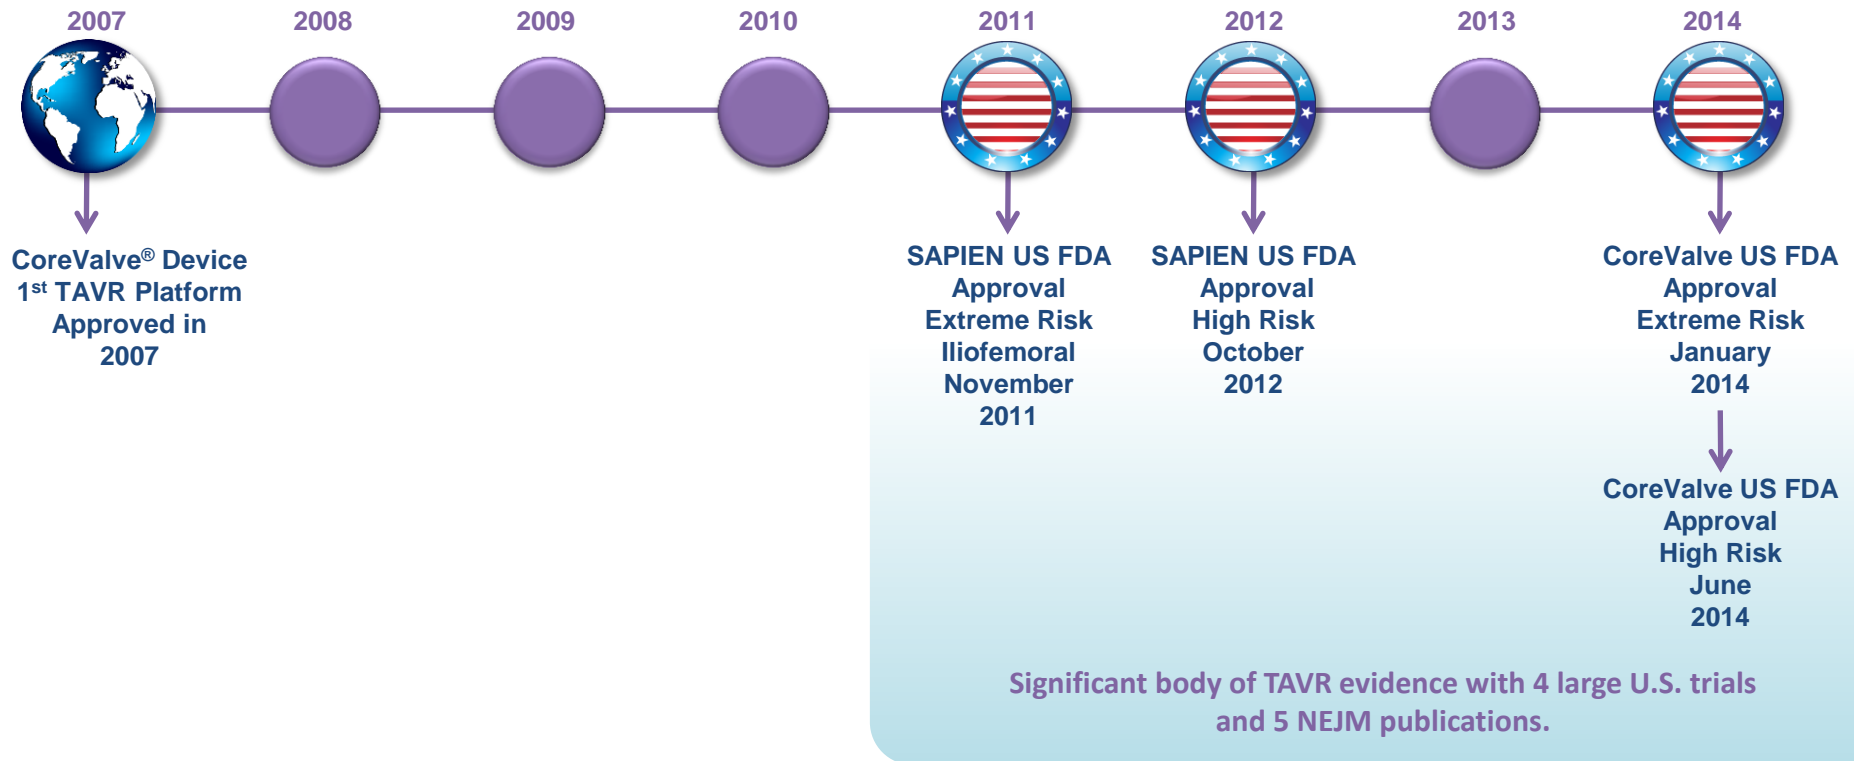 2007
2008
2009
2010
2011
2012
2013
2014
CoreValve® Device
1st TAVR Platform
Approved in
2007
SAPIEN US FDA
Approval
Extreme Risk
Iliofemoral
November
2011
SAPIEN US FDA
Approval
High Risk
October
2012
CoreValve US FDA
Approval
Extreme Risk
January
2014
CoreValve US FDA
Approval
High Risk
June
2014
Significant body of TAVR evidence with 4 large U.S. trials
and 5 NEJM publications.